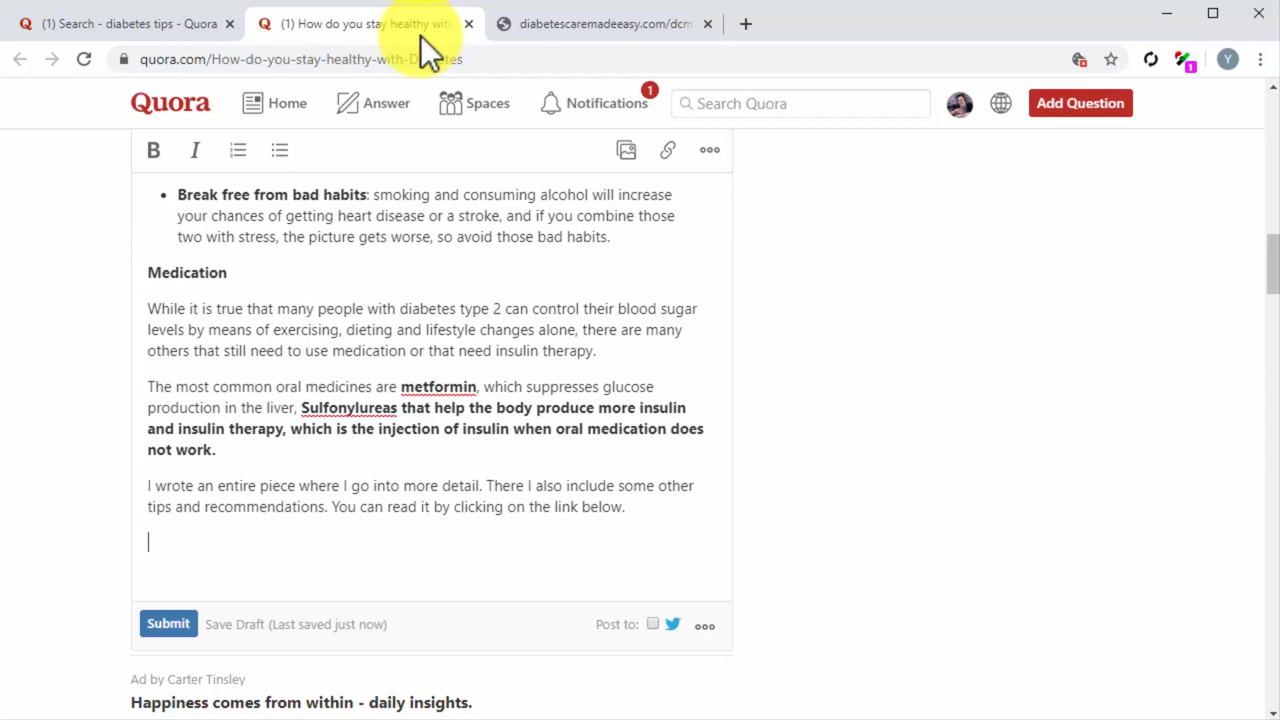 (1) Search - diabetes tips - Quora
(1) How do you stay healthy with
diabetescaremadeeasy.com/dcm
quora.com/How-do-you-stay-healthy-with-
1
Y
Quora
Home
Answer
Spaces
Notifications
1
Search Quora
Add Question
B I
• Break free from bad habits: smoking and consuming alcohol will increase
your chances of getting heart disease or a stroke, and if you combine those
two with stress, the picture gets worse, so avoid those bad habits.
Medication
While it is true that many people with diabetes type 2 can control their blood sugar
levels by means of exercising, dieting and lifestyle changes alone, there are many
others that still need to use medication or that need insulin therapy.
The most common oral medicines are metformin, which suppresses glucose
production in the liver, Sulfonylureas that help the body produce more insulin
and insulin therapy, which is the injection of insulin when oral medication does
not work.
I wrote an entire piece where I go into more detail. There I also include some other
tips and recommendations. You can read it by clicking on the link below.
Submit
Save Draft (Last saved just now)
Post to:
Ad by Carter Tinsley
Happiness comes from within - daily insights.